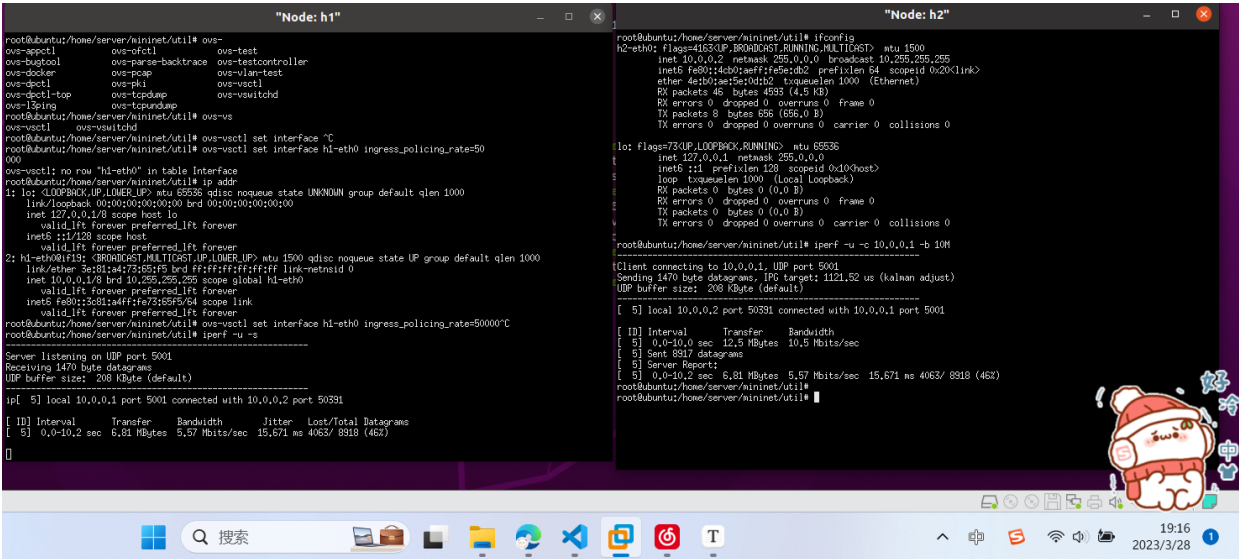 "Node: h1"
root@ubuntu:/home/server/mininet/util# ovs-
ovs-appctl ovs-ofctl ovs-test
ovs-bugtool ovs-parse-backtrace ovs-testcontroller
ovs-docker ovs-pcap ovs-vlan-test
ovs-dpctl ovs-pki ovs-vsctl
ovs-dpctl-top ovs-tcpdump ovs-vswitchd
ovs-l3ping ovs-tcpundump
root@ubuntu:/home/server/mininet/util# ovs-vs
ovs-vsctl ovs-vswitchd
root@ubuntu:/home/server/mininet/util# ovs-vsctl set interface ^C
root@ubuntu:/home/server/mininet/util# ovs-vsctl set interface h1-eth0 ingress_policing_rate=50
000
ovs-vsctl: no row "h1-eth0" in table Interface
root@ubuntu:/home/server/mininet/util# ip addr
1: lo: <LOOPBACK,UP,LOWER_UP> mtu 65536 qdisc noqueue state UNKNOWN group default qlen 1000
link/loopback 00:00:00:00:00:00 brd 00:00:00:00:00:00
inet 127.0.0.1/8 scope host lo
valid_lft forever preferred_lft forever
inet6 ::1/128 scope host
valid_lft forever preferred_lft forever
2: h1-eth0@if19: <BROADCAST,MULTICAST,UP,LOWER_UP> mtu 1500 qdisc noqueue state UP group default qlen 1000
link/ether 3e:81:a4:73:65:f5 brd ff:ff:ff:ff:ff:ff link-netnsid 0
inet 10.0.0.1/8 brd 10.255.255.255 scope global h1-eth0
valid_lft forever preferred_lft forever
inet6 fe80::3c81:a4ff:fe73:65f5/64 scope link
valid_lft forever preferred_lft forever
root@ubuntu:/home/server/mininet/util# ovs-vsctl set interface h1-eth0 ingress_policing_rate=50000^C
root@ubuntu:/home/server/mininet/util# iperf -u -s
------------------------------------------------------------
Server listening on UDP port 5001
Receiving 1470 byte datagrams
UDP buffer size: 208 KByte (default)
------------------------------------------------------------
ip[ 5] local 10.0.0.1 port 5001 connected with 10.0.0.2 port 50391
[ ID] Interval Transfer Bandwidth Jitter Lost/Total Datagrams
[ 5] 0.0-10.2 sec 6.81 MBytes 5.57 Mbits/sec 15.671 ms 4063/ 8918 (46%)
"Node: h2"
root@ubuntu:/home/server/mininet/util# ifconfig
h2-eth0: flags=4163<UP,BROADCAST,RUNNING,MULTICAST> mtu 1500
inet 10.0.0.2 netmask 255.0.0.0 broadcast 10.255.255.255
inet6 fe80::4cb0:aeff:fe5e:db2 prefixlen 64 scopeid 0x20<link>
ether 4e:b0:ae:5e:0d:b2 txqueuelen 1000 (Ethernet)
RX packets 46 bytes 4593 (4.5 KB)
RX errors 0 dropped 0 overruns 0 frame 0
TX packets 8 bytes 656 (656.0 B)
TX errors 0 dropped 0 overruns 0 carrier 0 collisions 0
lo: flags=73<UP,LOOPBACK,RUNNING> mtu 65536
inet 127.0.0.1 netmask 255.0.0.0
inet6 ::1 prefixlen 128 scopeid 0x10<host>
loop txqueuelen 1000 (Local Loopback)
RX packets 0 bytes 0 (0.0 B)
RX errors 0 dropped 0 overruns 0 frame 0
TX packets 0 bytes 0 (0.0 B)
TX errors 0 dropped 0 overruns 0 carrier 0 collisions 0
root@ubuntu:/home/server/mininet/util# iperf -u -c 10.0.0.1 -b 10M
------------------------------------------------------------
Client connecting to 10.0.0.1, UDP port 5001
Sending 1470 byte datagrams, IPG target: 1121.52 us (kalman adjust)
UDP buffer size: 208 KByte (default)
------------------------------------------------------------
[ 5] local 10.0.0.2 port 50391 connected with 10.0.0.1 port 5001
[ ID] Interval Transfer Bandwidth
[ 5] 0.0-10.0 sec 12.5 MBytes 10.5 Mbits/sec
[ 5] Sent 8917 datagrams
[ 5] Server Report:
[ 5] 0.0-10.2 sec 6.81 MBytes 5.57 Mbits/sec 15.671 ms 4063/ 8918 (46%)
root@ubuntu:/home/server/mininet/util#
root@ubuntu:/home/server/mininet/util#
好冷
中
搜索
T
中
19:16
2023/3/28
1